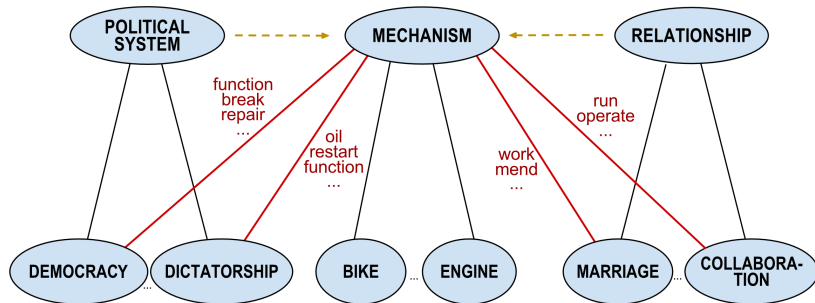 POLITICAL
SYSTEM
MECHANISM
RELATIONSHIP
function
break
repair
...
oil
restart
function
...
work
mend
...
run
operate
...
DEMOCRACY
...
DICTATORSHIP
BIKE
...
ENGINE
MARRIAGE
...
COLLABORA-
TION